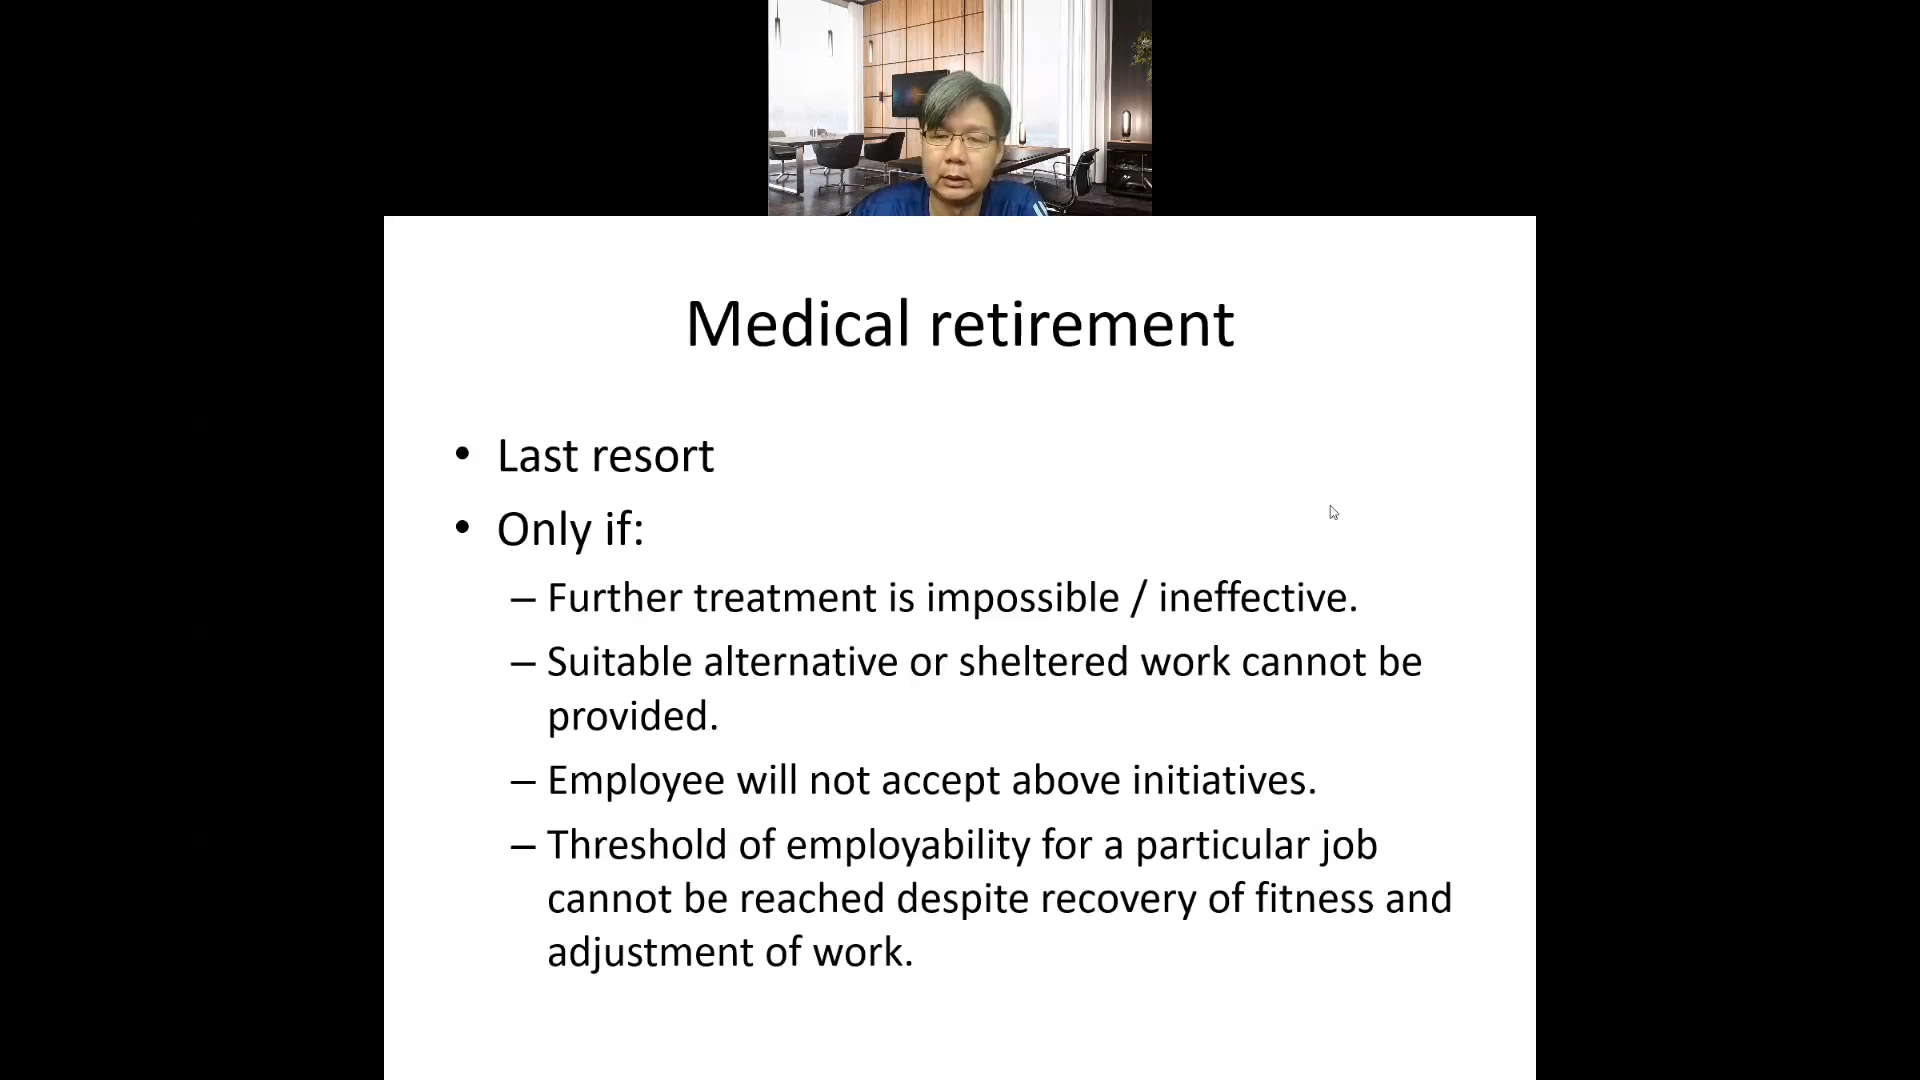 Medical retirement
• Last resort
• Only if:
– Further treatment is impossible / ineffective.
– Suitable alternative or sheltered work cannot be
provided.
– Employee will not accept above initiatives.
– Threshold of employability for a particular job
cannot be reached despite recovery of fitness and
adjustment of work.